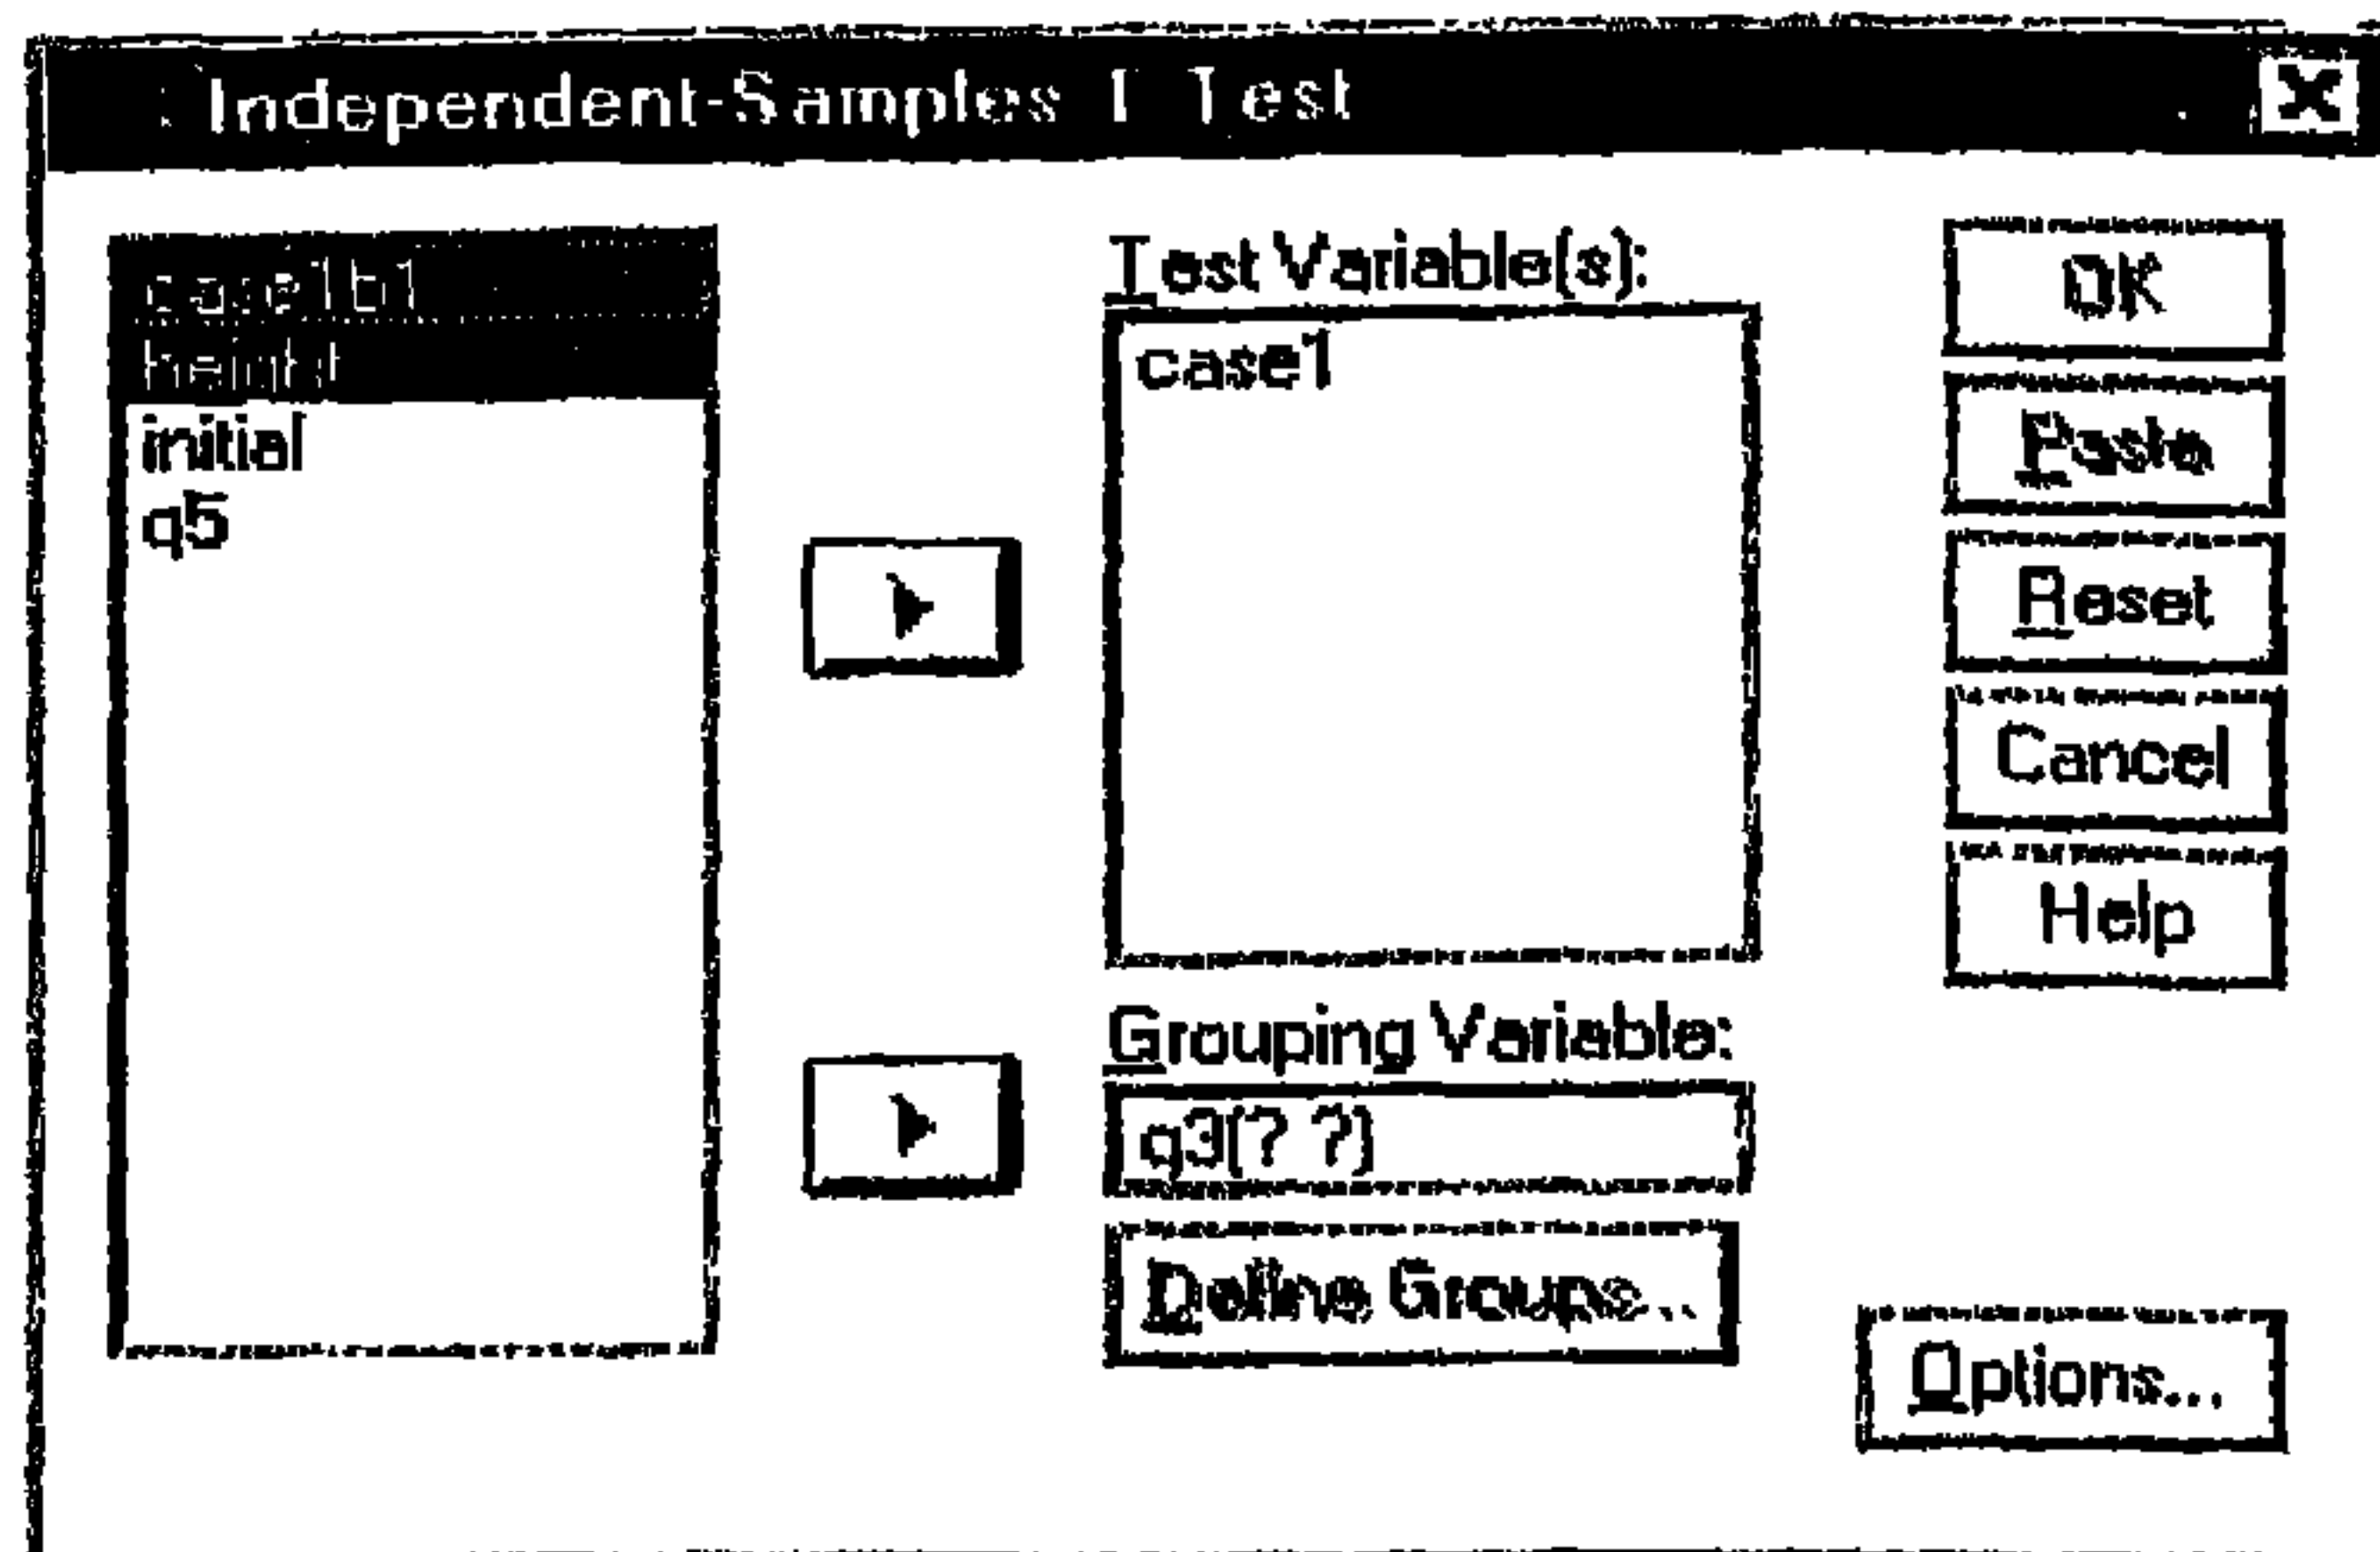 Independent-Samples T Test
initial
q5
Test Variable(s):
case1
Grouping Variable:
q3(? ?)
Define Groups...
OK
Paste
Reset
Cancel
Help
Options...